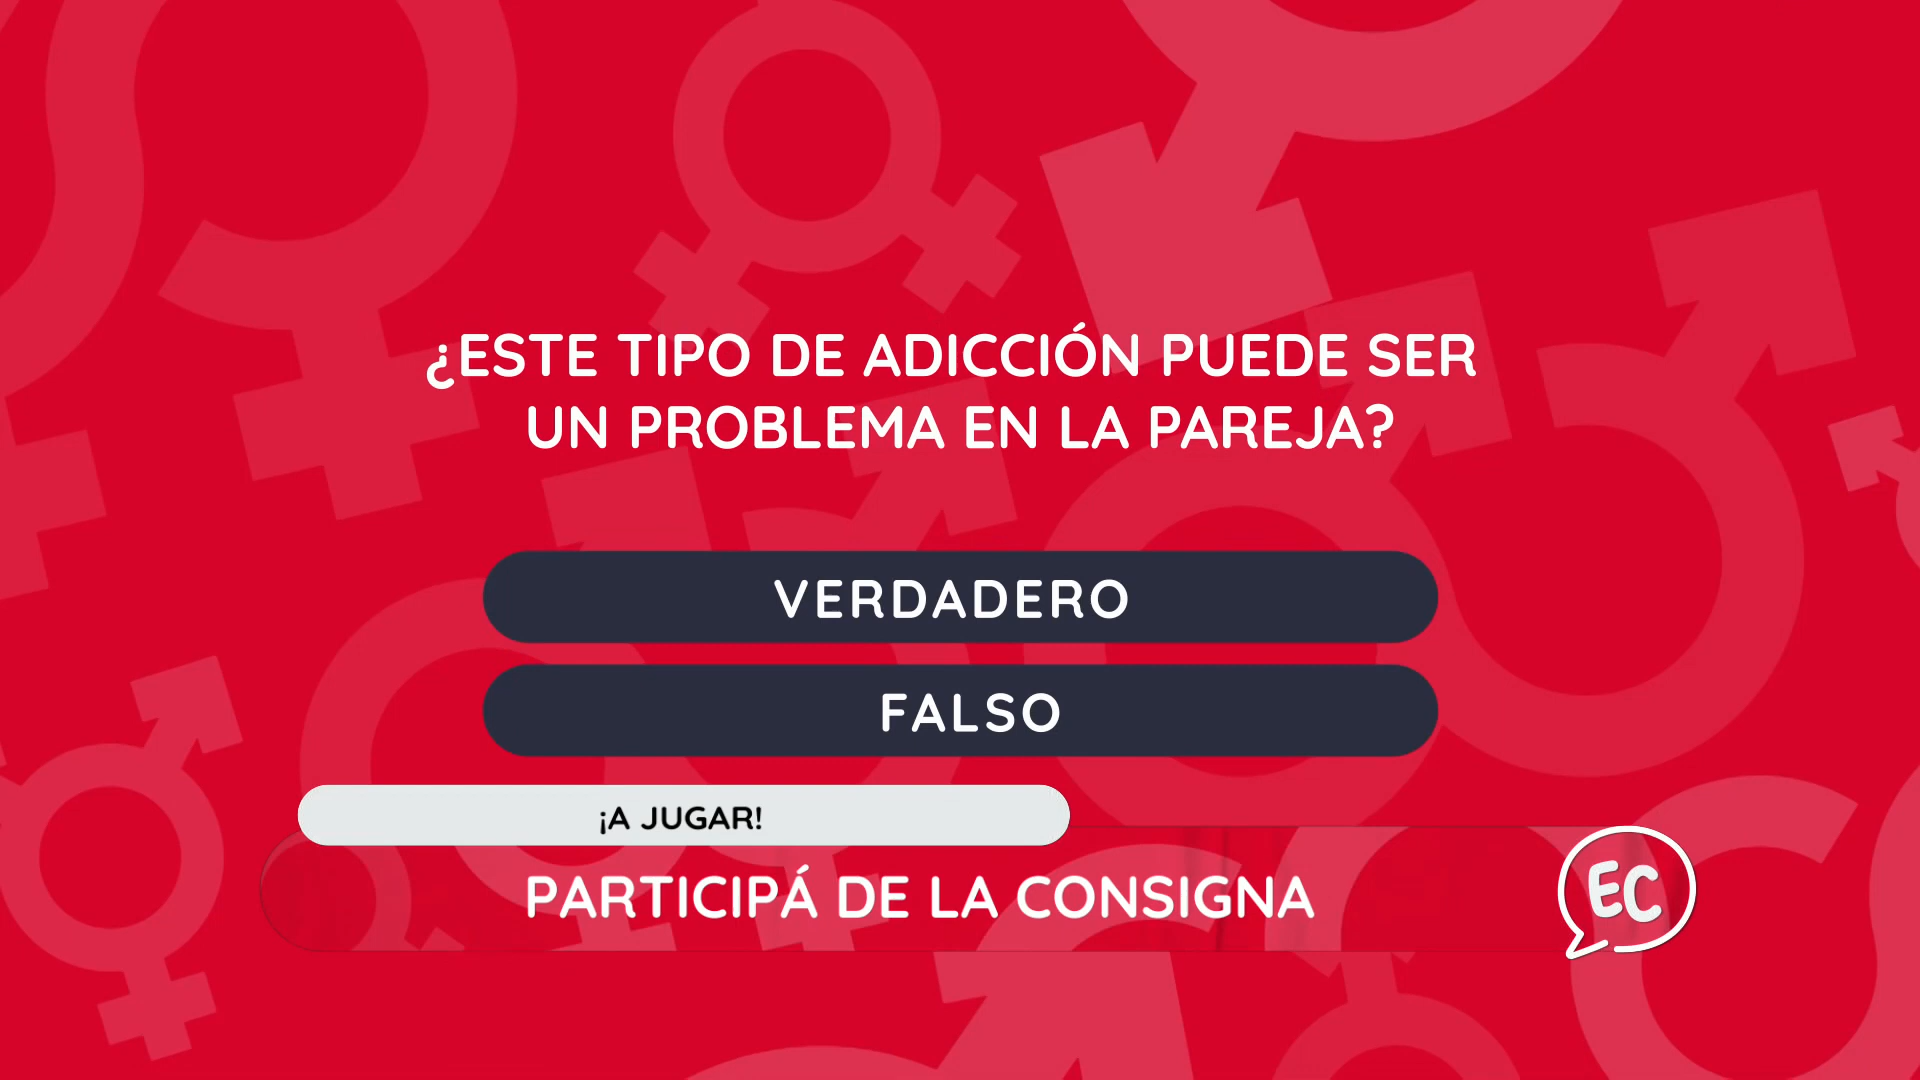 ¿ESTE TIPO DE ADICCIÓN PUEDE SER
UN PROBLEMA EN LA PAREJA?
VERDADERO
FALSO
¡A JUGAR!
PARTICIPÁ DE LA CONSIGNA
EC